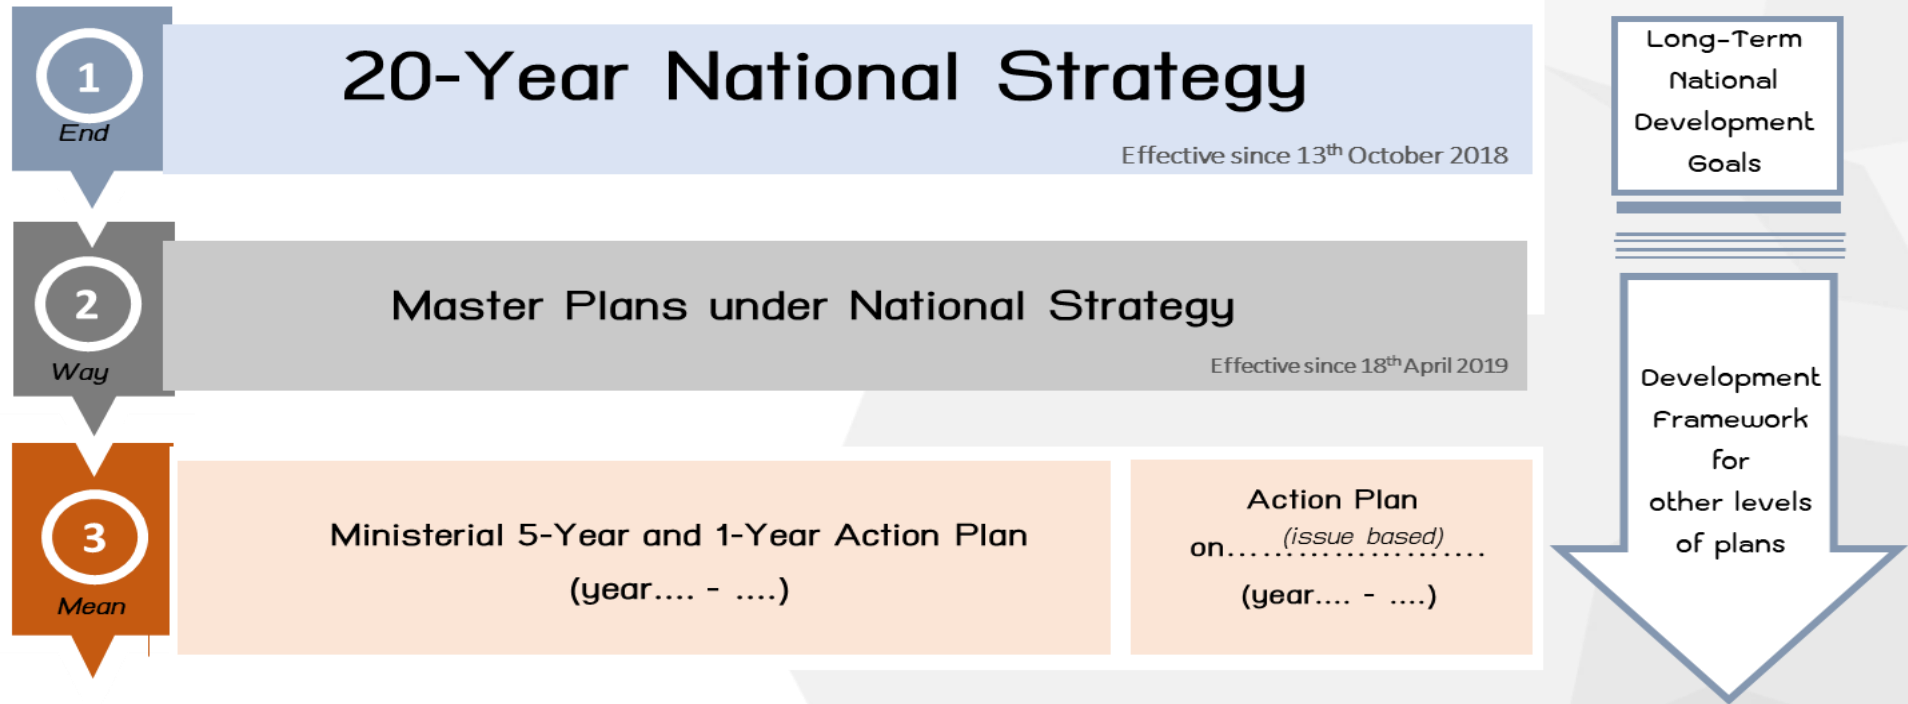 1
End
20-Year National Strategy
Effective since 13th October 2018
2
Way
Master Plans under National Strategy
Effective since 18th April 2019
3
Mean
Ministerial 5-Year and 1-Year Action Plan
(year.... - ....)
Action Plan
(issue based)
on.........................
(year.... - ....)
Long-Term
National
Development
Goals
Development
Framework
for
other levels
of plans